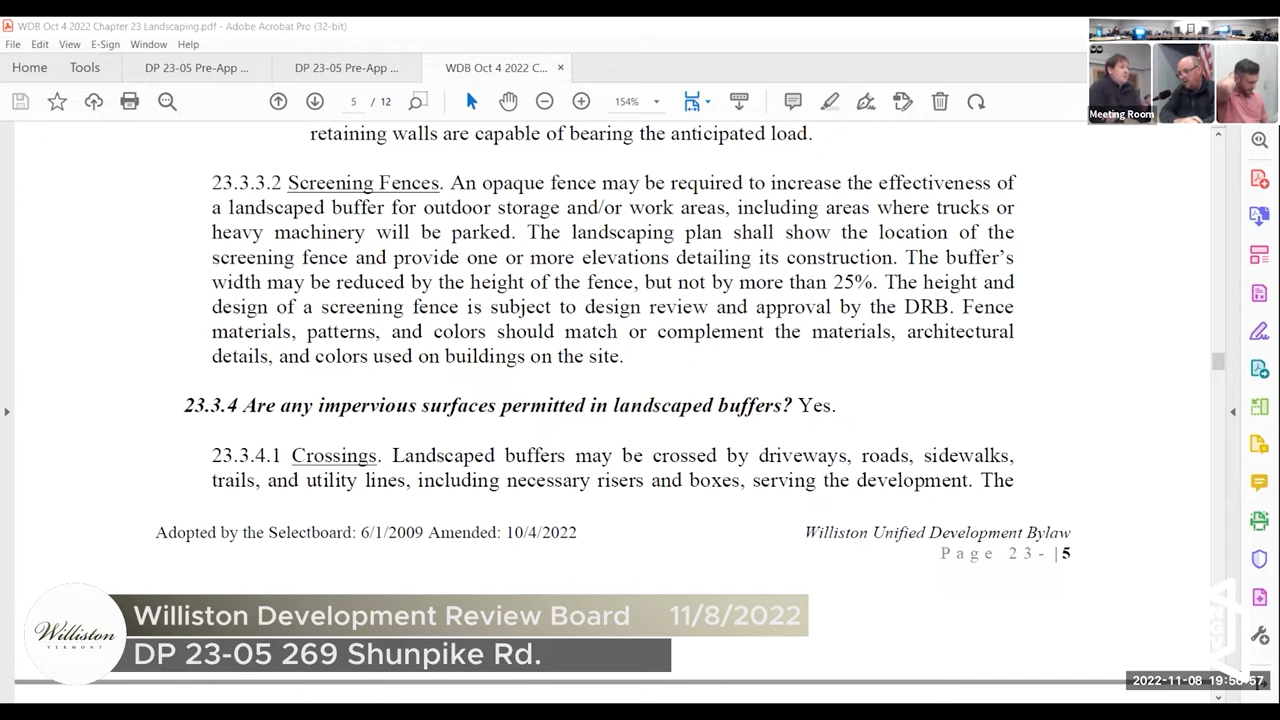 WDB Oct 4 2022 Chapter 23 Landscaping.pdf - Adobe Acrobat Pro (32-bit)
File Edit View E-Sign Window Help
Home Tools DP 23-05 Pre-App ... DP 23-05 Pre-App ... WDB Oct 4 2022 C... ×
5 / 12 154%
Meeting Room
retaining walls are capable of bearing the anticipated load.
23.3.3.2 Screening Fences. An opaque fence may be required to increase the effectiveness of
a landscaped buffer for outdoor storage and/or work areas, including areas where trucks or
heavy machinery will be parked. The landscaping plan shall show the location of the
screening fence and provide one or more elevations detailing its construction. The buffer's
width may be reduced by the height of the fence, but not by more than 25%. The height and
design of a screening fence is subject to design review and approval by the DRB. Fence
materials, patterns, and colors should match or complement the materials, architectural
details, and colors used on buildings on the site.
23.3.4 Are any impervious surfaces permitted in landscaped buffers? Yes.
23.3.4.1 Crossings. Landscaped buffers may be crossed by driveways, roads, sidewalks,
trails, and utility lines, including necessary risers and boxes, serving the development. The
Adopted by the Selectboard: 6/1/2009 Amended: 10/4/2022 Williston Unified Development Bylaw
Page 23- |5
Williston
VERMONT
Williston Development Review Board 11/8/2022
DP 23-05 269 Shunpike Rd.
2022-11-08 19:56:57